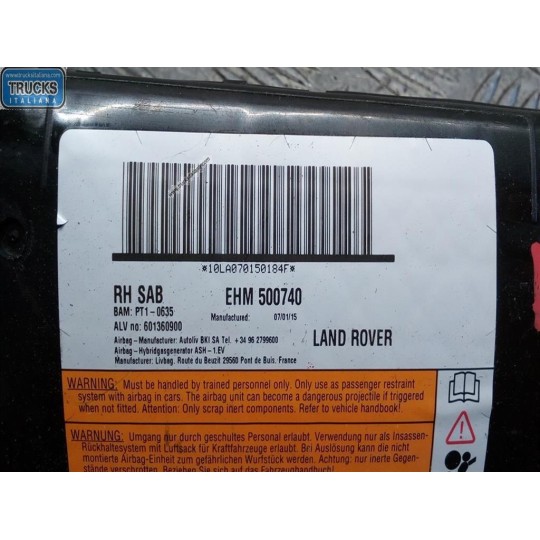 www.trucksitaliana.com
TRUCKS
ITALIANA
*10LA070150184F*
RH SAB
EHM 500740
BAM: PT1-0635
Manufactured: 07/01/15
ALV no: 601360900
LAND ROVER
Airbag - Manufacturer: Autoliv BKI SA Tel. +34 96 2799600
Airbag - Hybridgasgenerator ASH - 1.EV
Manufacturer: Livbag. Route du Beuzit 29560 Pont de Buis. France
WARNING: Must be handled by trained personnel only. Only use as passenger restraint
system with airbag in cars. The airbag unit can become a dangerous projectile if triggered
when not fitted. Attention: Only scrap inert components. Refer to vehicle handbook!
WARNUNG: Umgang nur durch geschultes Personal erlaubt. Verwendung nur als Insassen-
Rückhaltesystem mit Luftsack für Kraftfahrzeuge erlaubt. Bei Auslösung kann die nicht
montierte Airbag-Einheit zum gefährlichen Wurfstück werden. Achtung: nur inerte Gegen-
stände verschrotten. Beziehen Sie sich auf das Fahrzeughandbuch!